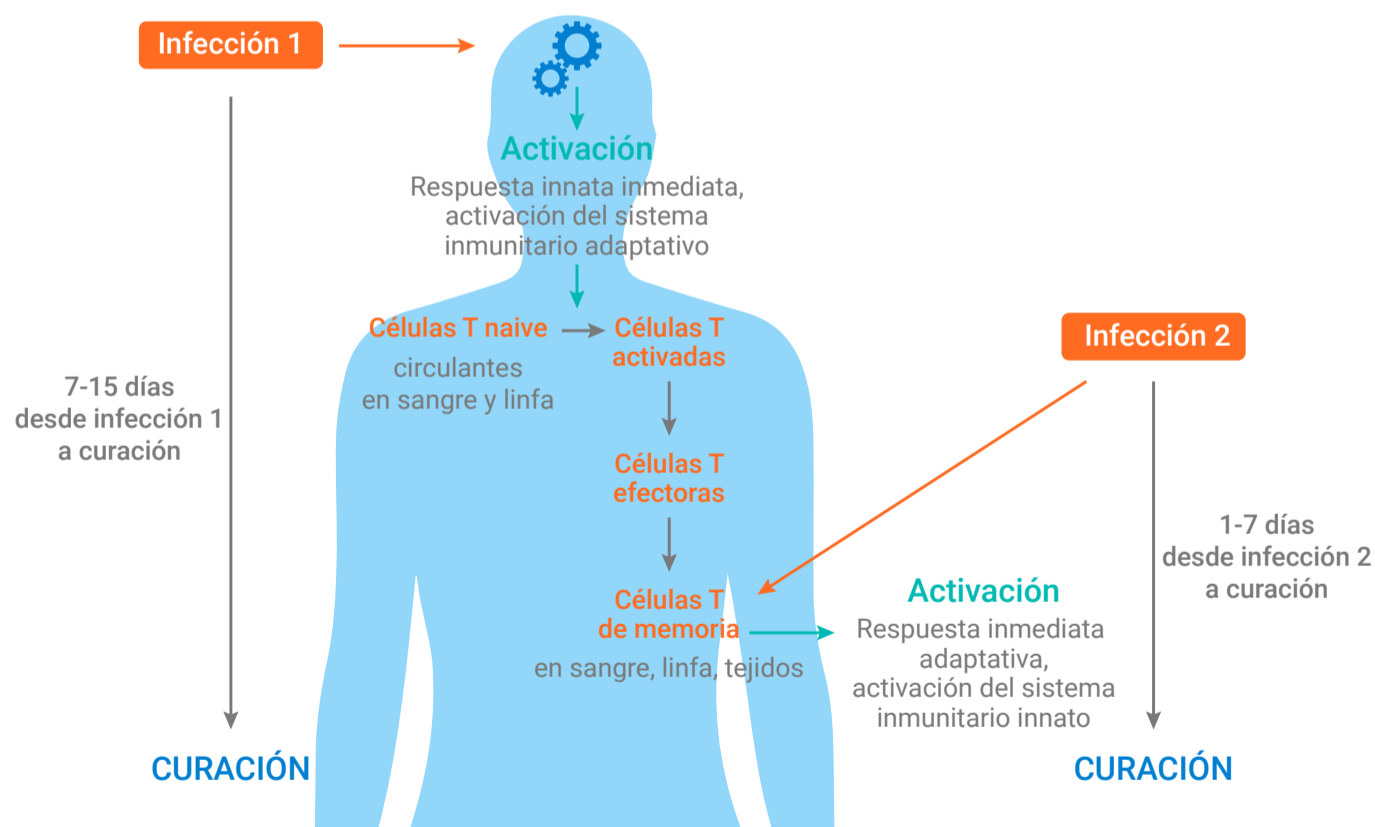 Infección 1
Activación
Respuesta innata inmediata,
activación del sistema
inmunitario adaptativo
Células T naive
circulantes
en sangre y linfa
Células T
activadas
Células T
efectoras
Células T
de memoria
en sangre, linfa, tejidos
7-15 días
desde infección 1
a curación
CURACIÓN
Infección 2
Activación
Respuesta inmediata
adaptativa,
activación del sistema
inmunitario innato
1-7 días
desde infección 2
a curación
CURACIÓN